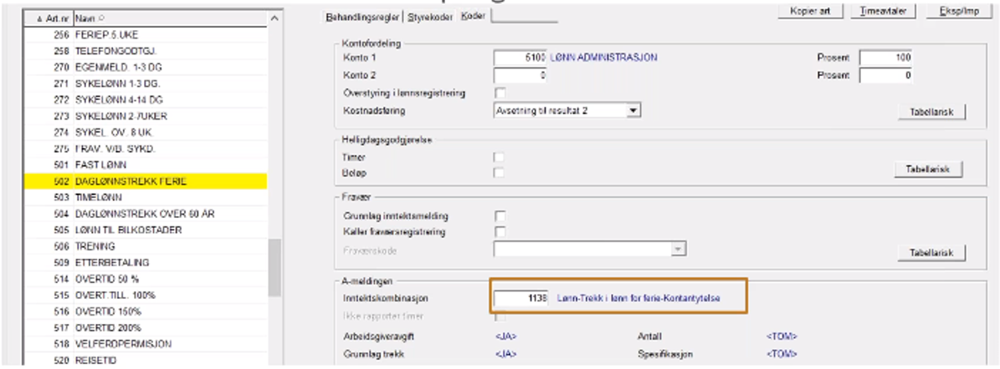 Art.nr Navn
256 FERIEP.5.UKE
258 TELEFONGODTGJ.
270 EGENMELD. 1-3 DG
271 SYKELØNN 1-3 DG.
272 SYKELØNN 4-14 DG
273 SYKELØNN 2-7UKER
274 SYKEL. OV. 8 UK.
275 FRAV. V/B. SYKD.
501 FAST LØNN
502 DAGLØNNSTREKK FERIE
503 TIMELØNN
504 DAGLØNNSTREKK OVER 60 ÅR
505 LØNN TIL BILKOSTADER
506 TRENING
509 ETTERBETALING
514 OVERTID 50 %
515 OVERT.TILL. 100%
516 OVERTID 150%
517 OVERTID 200%
518 VELFERDPERMISJON
520 REISETID
Behandlingsregler Styrekoder Koder
Kopier art Timeavtaler Eksp/Imp
Kontofordeling
Konto 1 5100 LØNN ADMINISTRASJON Prosent 100
Konto 2 0 Prosent 0
Overstyring i lønnsregistrering
Kostnadsføring Avsetning til resultat 2 Tabellarisk
Helligdagsgodtgjørelse
Timer
Beløp Tabellarisk
Fravær
Grunnlag inntektsmelding
Kaller fraværsregistrering
Fraværskode Tabellarisk
A-meldingen
Inntektskombinasjon 1138 Lønn-Trekk i lønn for ferie-Kontantytelse
Ikke rapporter timer
Arbeidsgiveravgift <JA> Antall <TOM>
Grunnlag trekk <JA> Spesifikasjon <TOM>